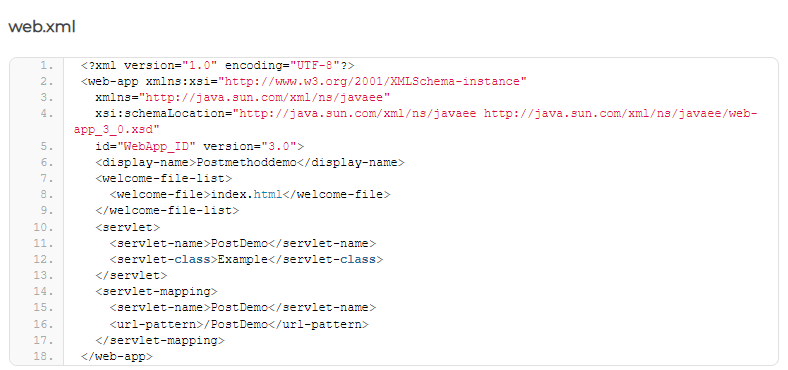 web.xml
1. <?xml version="1.0" encoding="UTF-8"?>
2. <web-app xmlns:xsi="http://www.w3.org/2001/XMLSchema-instance"
3. xmlns="http://java.sun.com/xml/ns/javaee"
4. xsi:schemaLocation="http://java.sun.com/xml/ns/javaee http://java.sun.com/xml/ns/javaee/web-
app_3_0.xsd"
5. id="WebApp_ID" version="3.0">
6. <display-name>Postmethoddemo</display-name>
7. <welcome-file-list>
8. <welcome-file>index.html</welcome-file>
9. </welcome-file-list>
10. <servlet>
11. <servlet-name>PostDemo</servlet-name>
12. <servlet-class>Example</servlet-class>
13. </servlet>
14. <servlet-mapping>
15. <servlet-name>PostDemo</servlet-name>
16. <url-pattern>/PostDemo</url-pattern>
17. </servlet-mapping>
18. </web-app>